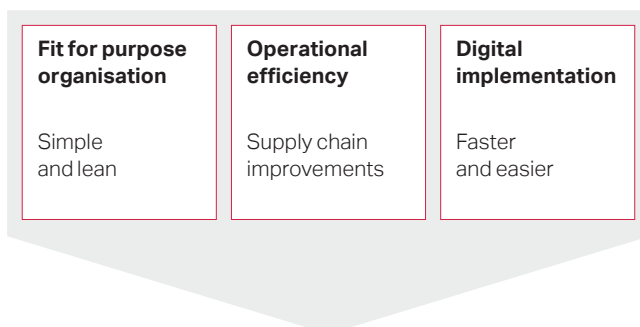 Fit for purpose
organisation
Simple
and lean
Operational
efficiency
Supply chain
improvements
Digital
implementation
Faster
and easier